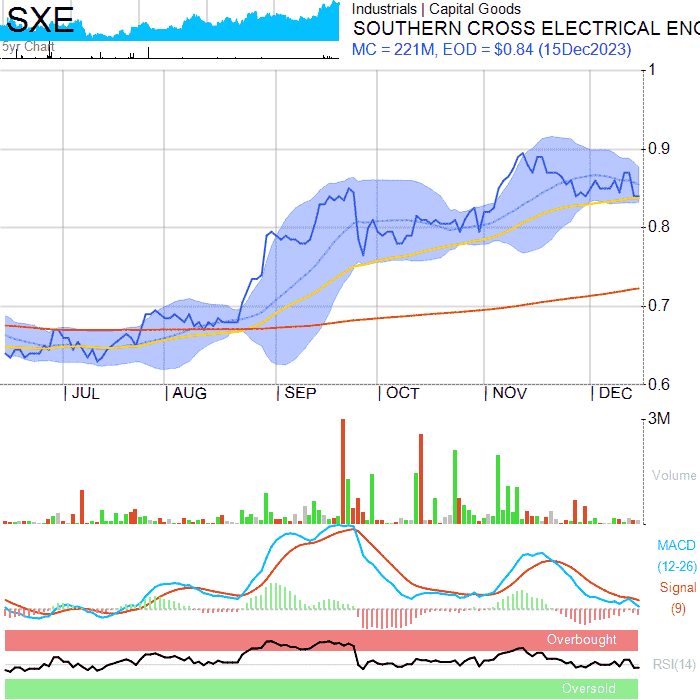 SXE
5yr Chart
Industrials | Capital Goods
SOUTHERN CROSS ELECTRICAL ENG
MC = 221M, EOD = $0.84 (15Dec2023)
1
0.9
0.8
0.7
0.6
JUL AUG SEP OCT NOV DEC
3M
Volume
MACD
(12-26)
Signal
(9)
Overbought
RSI(14)
Oversold